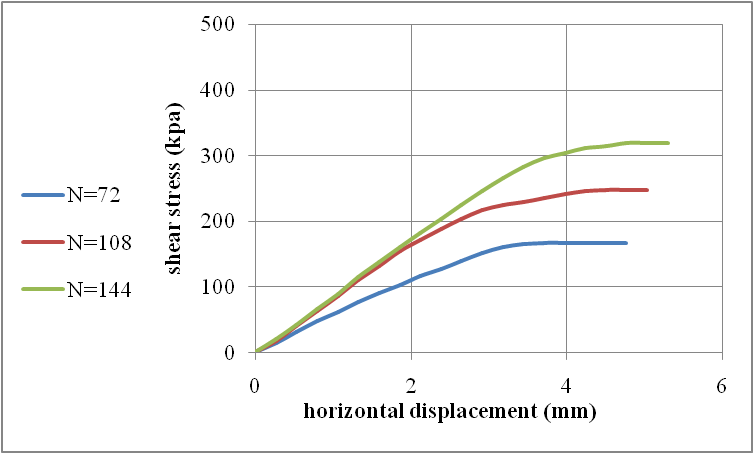 500
400
300
200
100
0
0 2 4 6
shear stress (kpa)
horizontal displacement (mm)
N=72
N=108
N=144